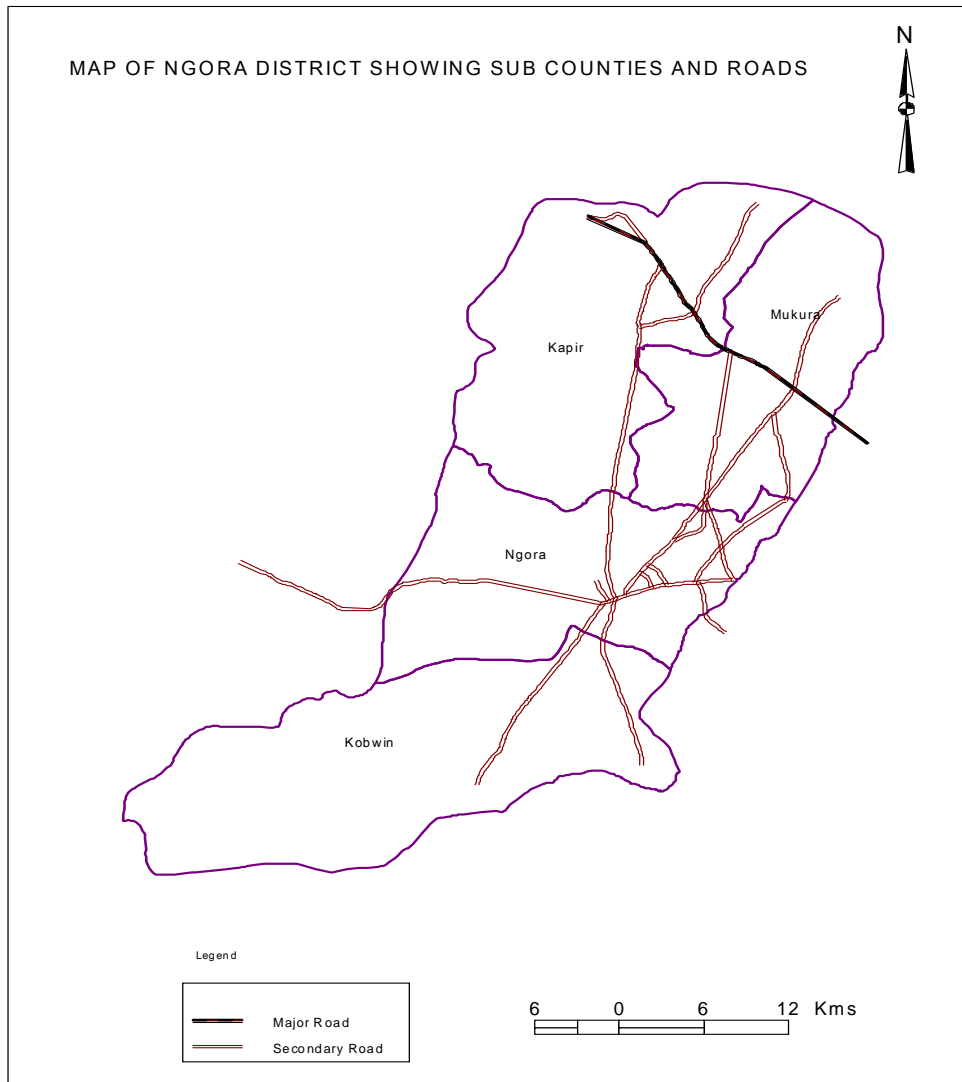 N
MAP OF NGORA DISTRICT SHOWING SUB COUNTIES AND ROADS
Mukura
Kapir
Ngora
Kobwin
Legend
Major Road
Secondary Road
6 0 6 12 Kms